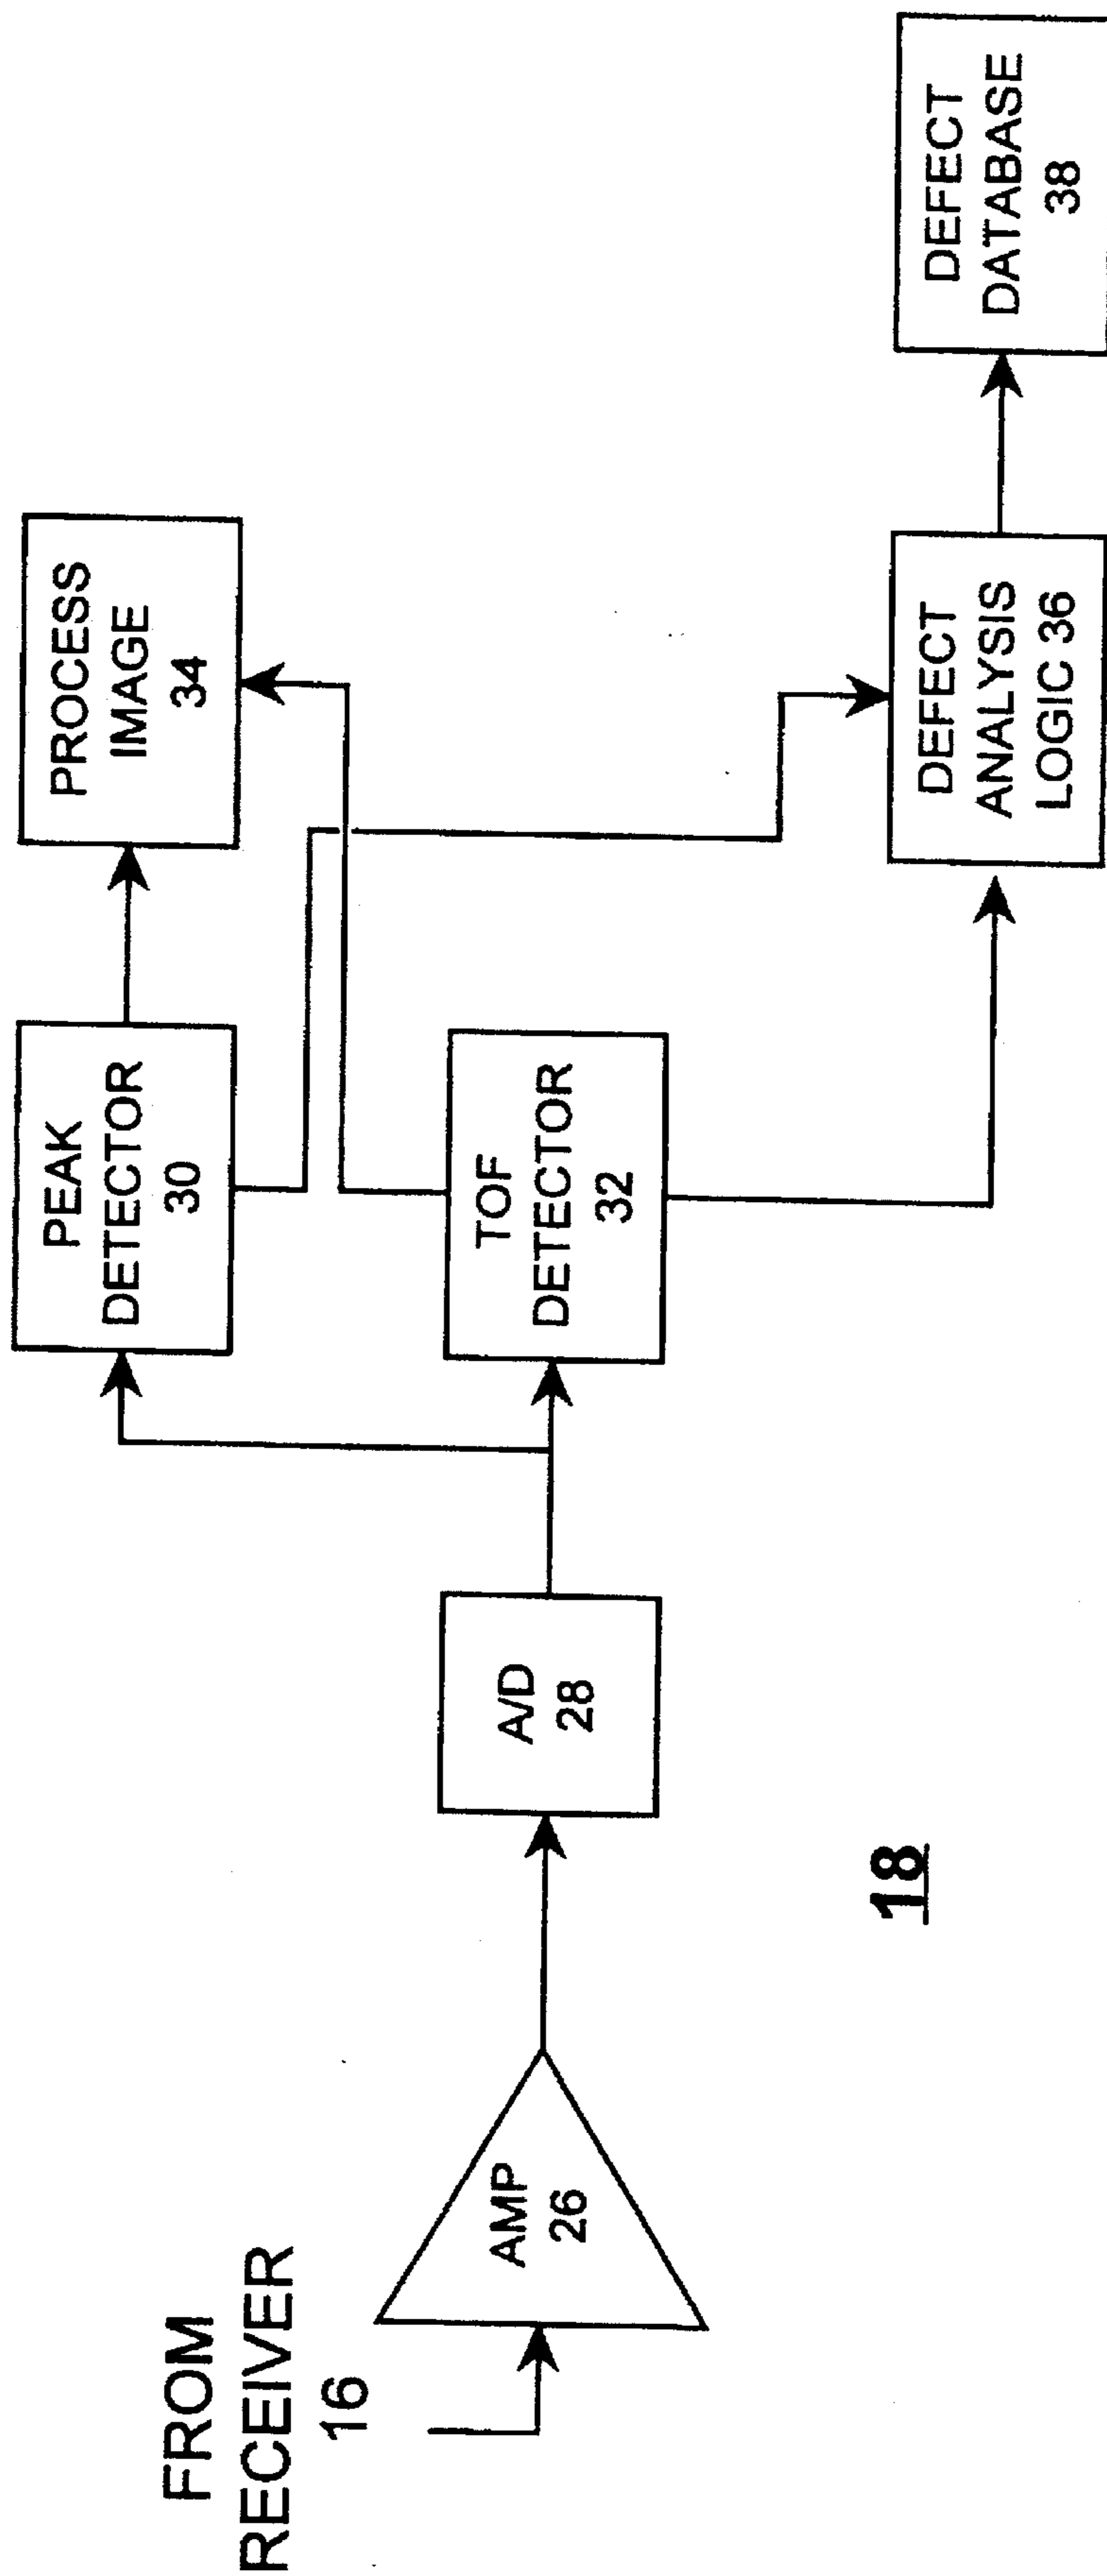 FROM
RECEIVER
16
AMP
26
A/D
28
PEAK
DETECTOR
30
TOF
DETECTOR
32
PROCESS
IMAGE
34
DEFECT
ANALYSIS
LOGIC 36
DEFECT
DATABASE
38
18